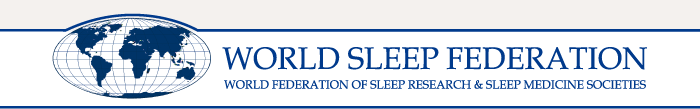 WORLD SLEEP FEDERATION
WORLD FEDERATION OF SLEEP RESEARCH & SLEEP MEDICINE SOCIETIES